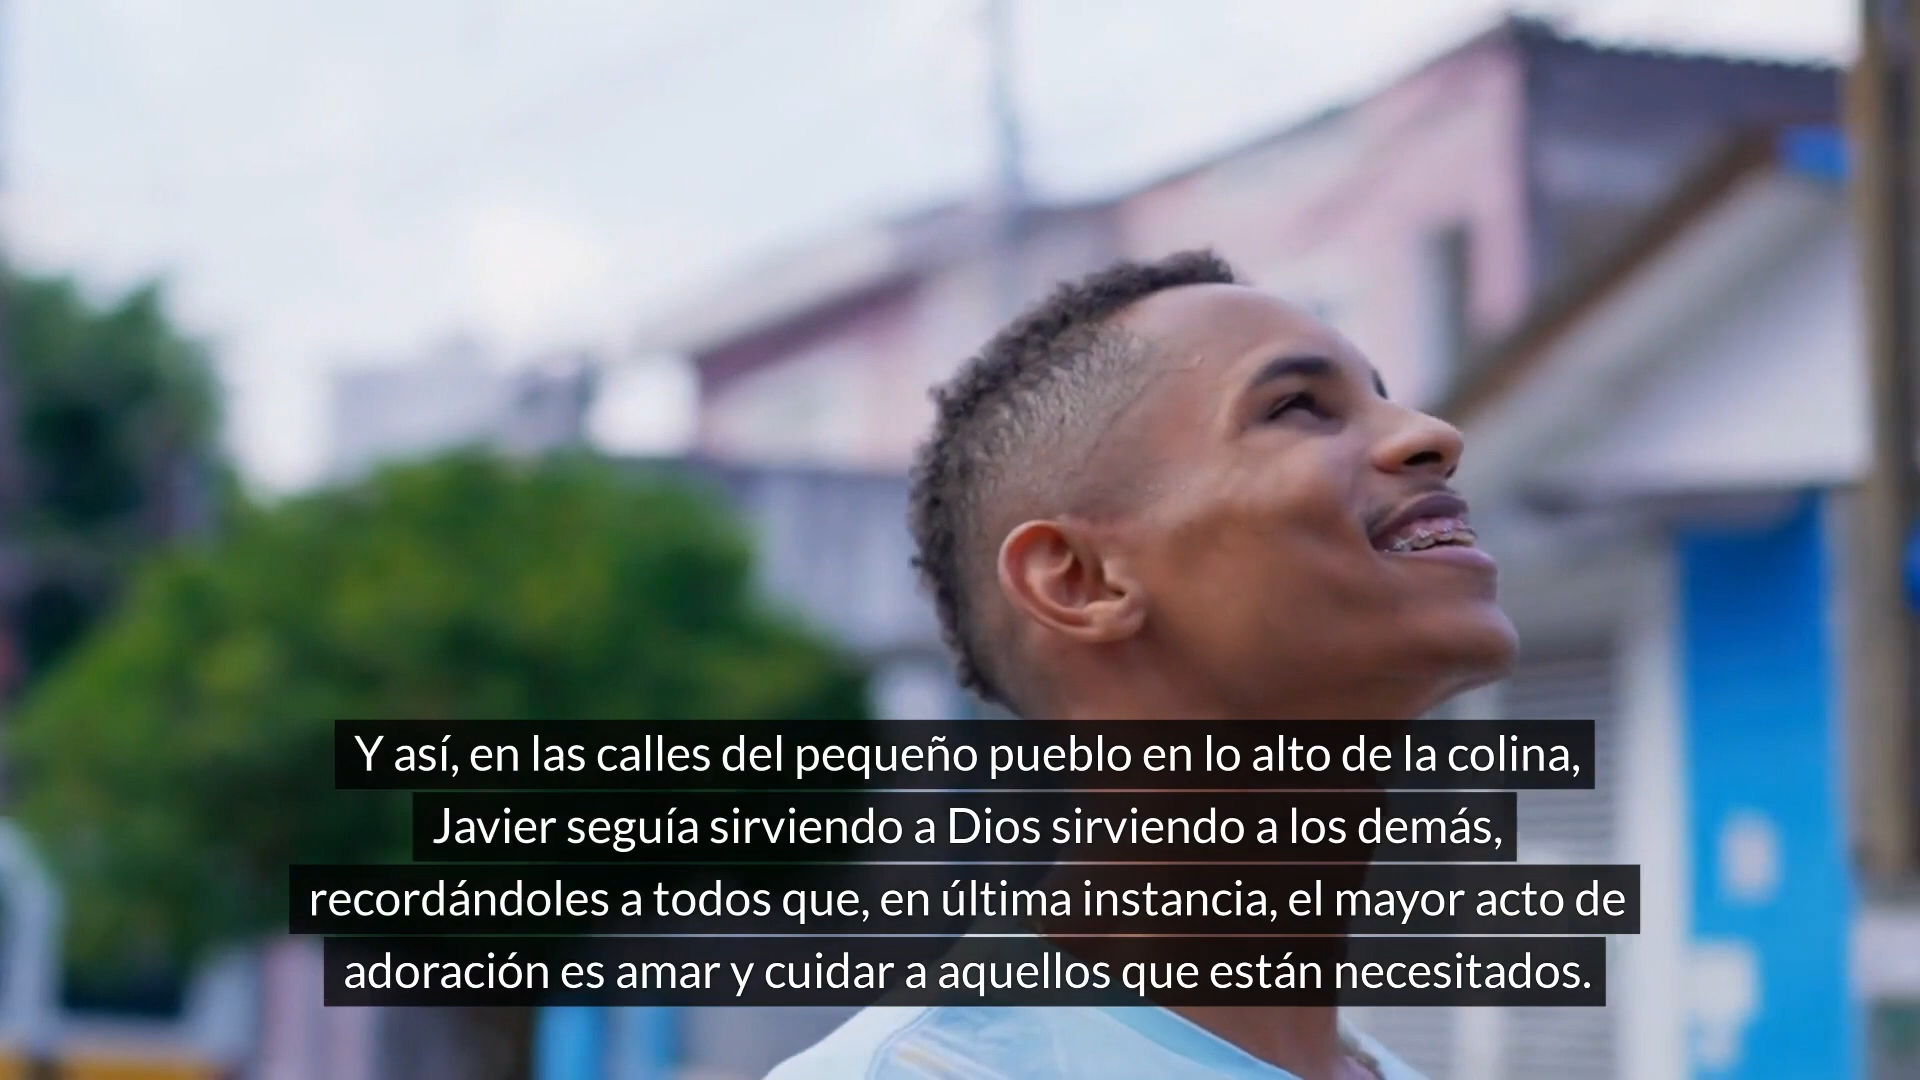 Y así, en las calles del pequeño pueblo en lo alto de la colina,
Javier seguía sirviendo a Dios sirviendo a los demás,
recordándoles a todos que, en última instancia, el mayor acto de
adoración es amar y cuidar a aquellos que están necesitados.